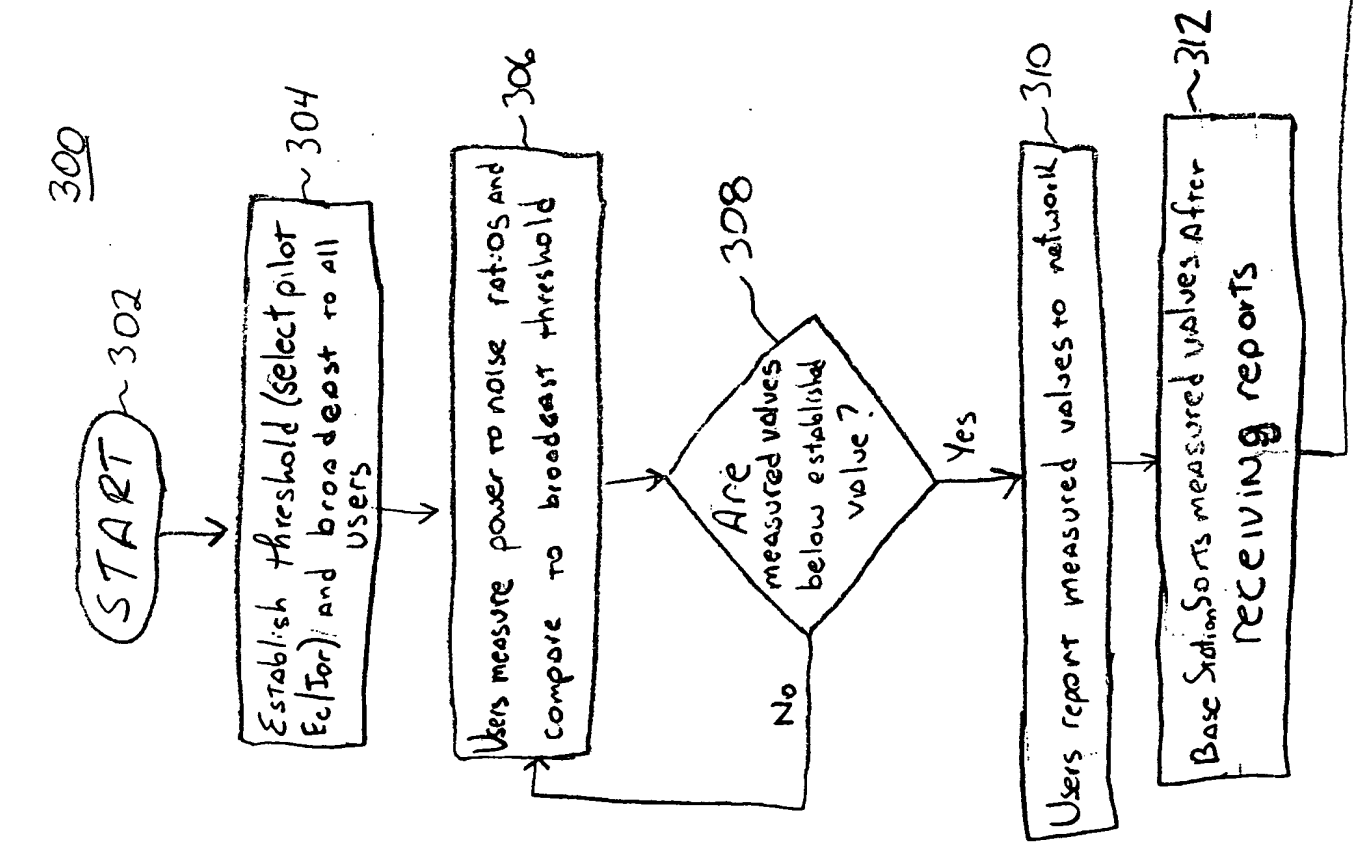 300
START
302
Establish threshold (select pilot
Ec/Ior) and broadcast to all
users
304
Users measure power to noise ratios and
compare to broadcast threshold
306
Are
measured values
below established
value?
308
No
Yes
Users report measured values to network
310
Base Station Sorts measured values After
receiving reports
312